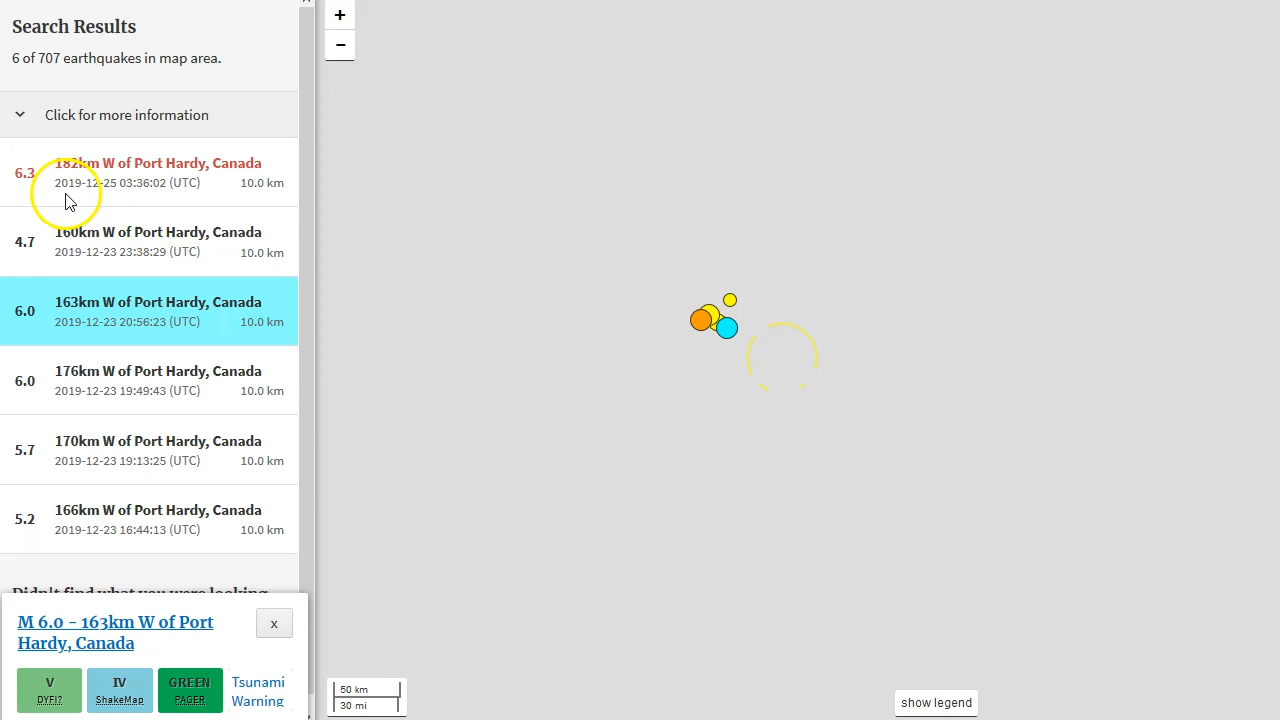 Search Results
6 of 707 earthquakes in map area.
Click for more information
6.3
182km W of Port Hardy, Canada
2019-12-25 03:36:02 (UTC) 10.0 km
4.7
160km W of Port Hardy, Canada
2019-12-23 23:38:29 (UTC) 10.0 km
6.0
163km W of Port Hardy, Canada
2019-12-23 20:56:23 (UTC) 10.0 km
6.0
176km W of Port Hardy, Canada
2019-12-23 19:49:43 (UTC) 10.0 km
5.7
170km W of Port Hardy, Canada
2019-12-23 19:13:25 (UTC) 10.0 km
5.2
166km W of Port Hardy, Canada
2019-12-23 16:44:13 (UTC) 10.0 km
Didn't find what you were looking
M 6.0 - 163km W of Port
Hardy, Canada
x
V
DYFI?
IV
ShakeMap
GREEN
PAGER
Tsunami
Warning
+
−
50 km
30 mi
show legend